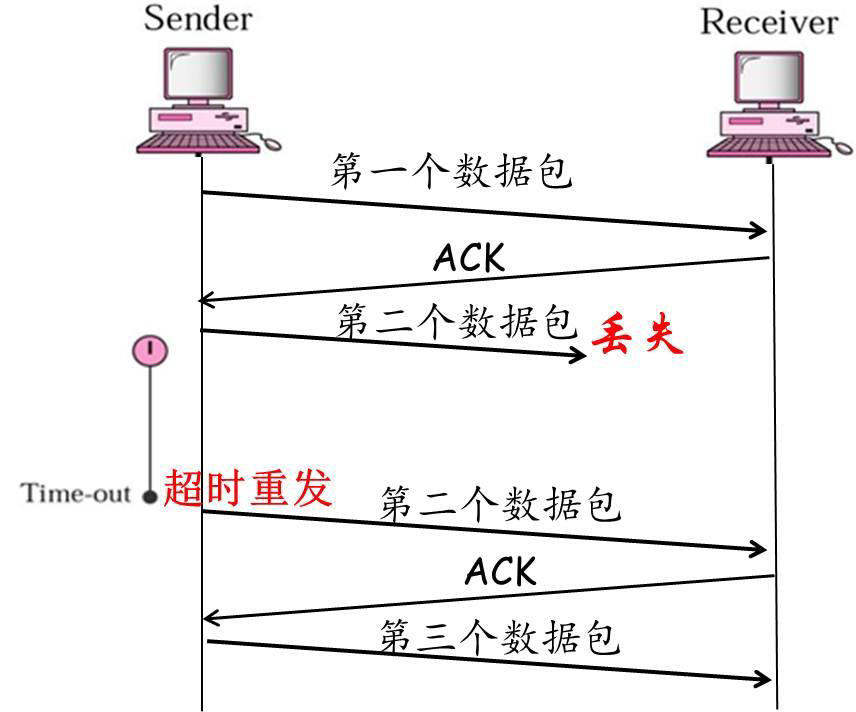 Sender
Receiver
第一个数据包
ACK
第二个数据包
丢失
Time-out
超时重发
第二个数据包
ACK
第三个数据包